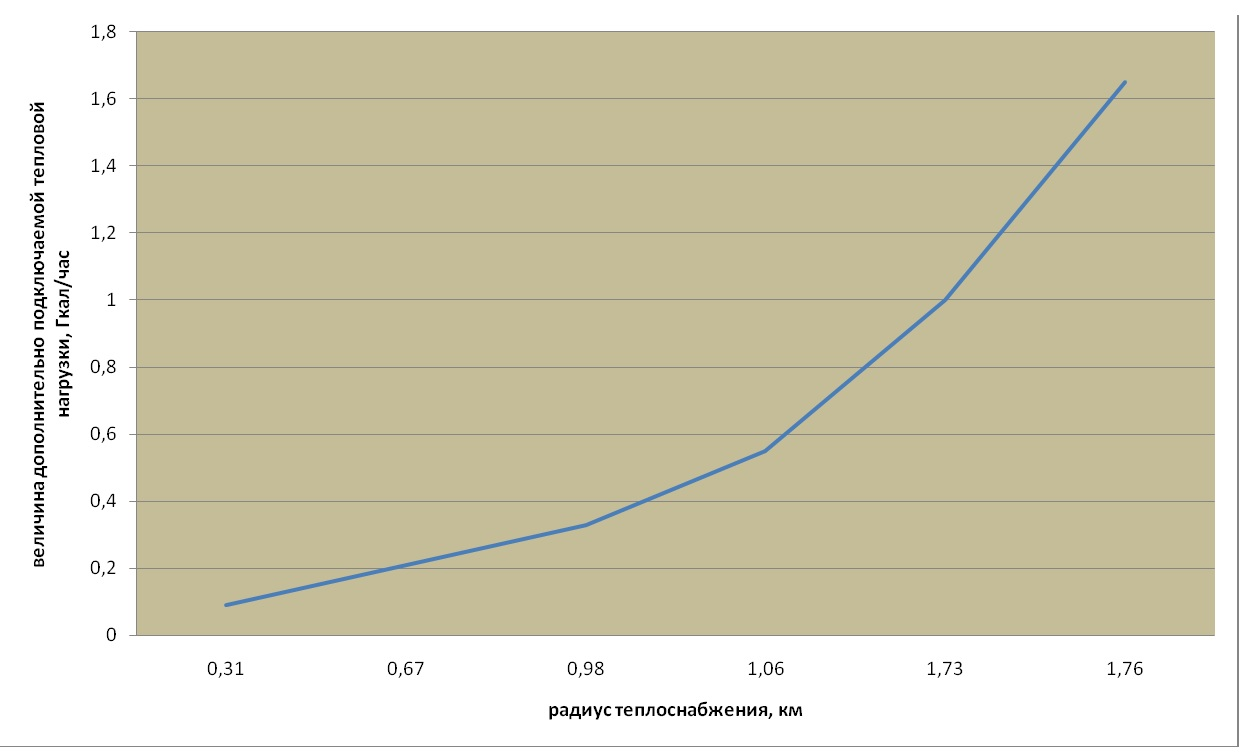 1,8
1,6
1,4
1,2
1
0,8
0,6
0,4
0,2
0
величина дополнительно подключаемой тепловой
нагрузки, Гкал/час
0,31 0,67 0,98 1,06 1,73 1,76
радиус теплоснабжения, км